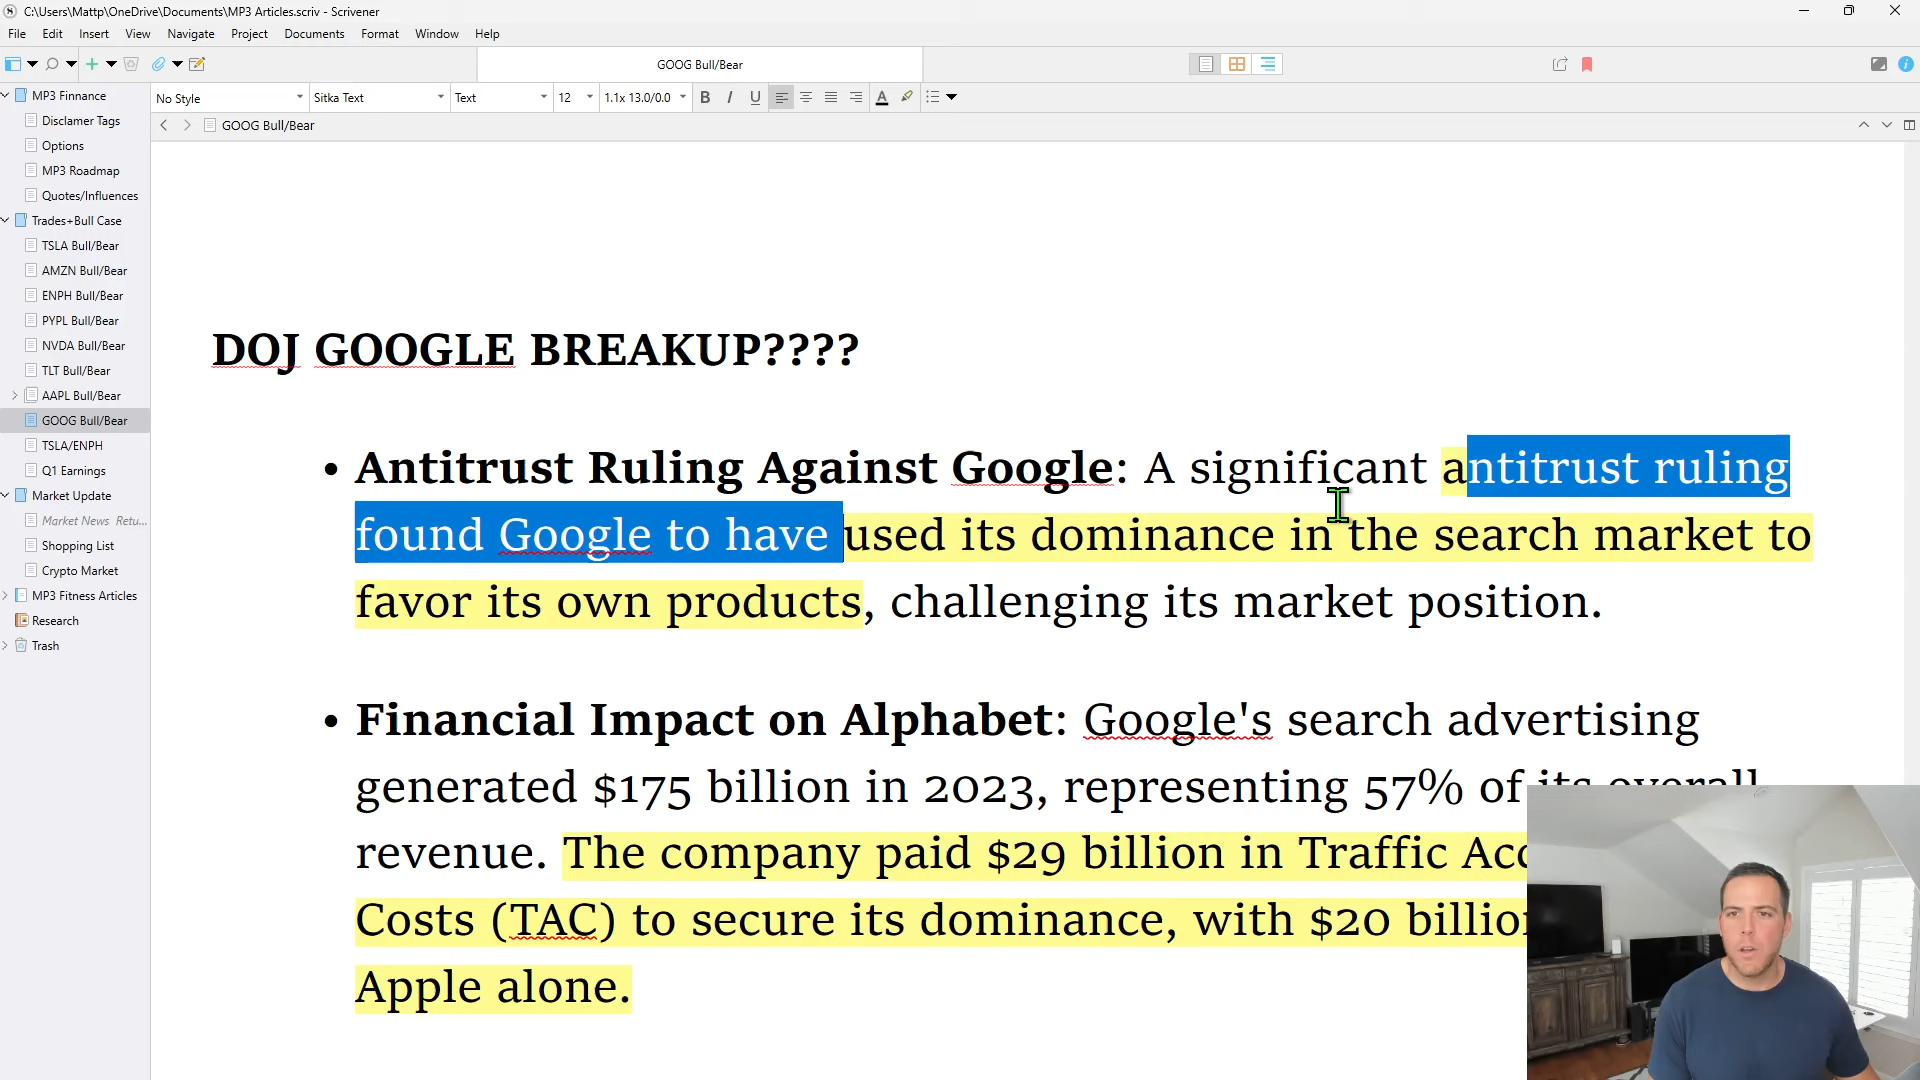 C:\Users\Mattp\OneDrive\Documents\MP3 Articles.scriv - Scrivener
File Edit Insert View Navigate Project Documents Format Window Help
GOOG Bull/Bear
No Style Sitka Text Text 12 1.1x 13.0/0.0 B I U A
GOOG Bull/Bear
MP3 Finnance
Disclamer Tags
Options
MP3 Roadmap
Quotes/Influences
Trades+Bull Case
TSLA Bull/Bear
AMZN Bull/Bear
ENPH Bull/Bear
PYPL Bull/Bear
NVDA Bull/Bear
TLT Bull/Bear
AAPL Bull/Bear
GOOG Bull/Bear
TSLA/ENPH
Q1 Earnings
Market Update
Market News Retu...
Shopping List
Crypto Market
MP3 Fitness Articles
Research
Trash
DOJ GOOGLE BREAKUP????
• Antitrust Ruling Against Google: A significant antitrust ruling
found Google to have used its dominance in the search market to
favor its own products, challenging its market position.
• Financial Impact on Alphabet: Google's search advertising
generated $175 billion in 2023, representing 57% of its overall
revenue. The company paid $29 billion in Traffic
Costs (TAC) to secure its dominance, with $20 billion
Apple alone.